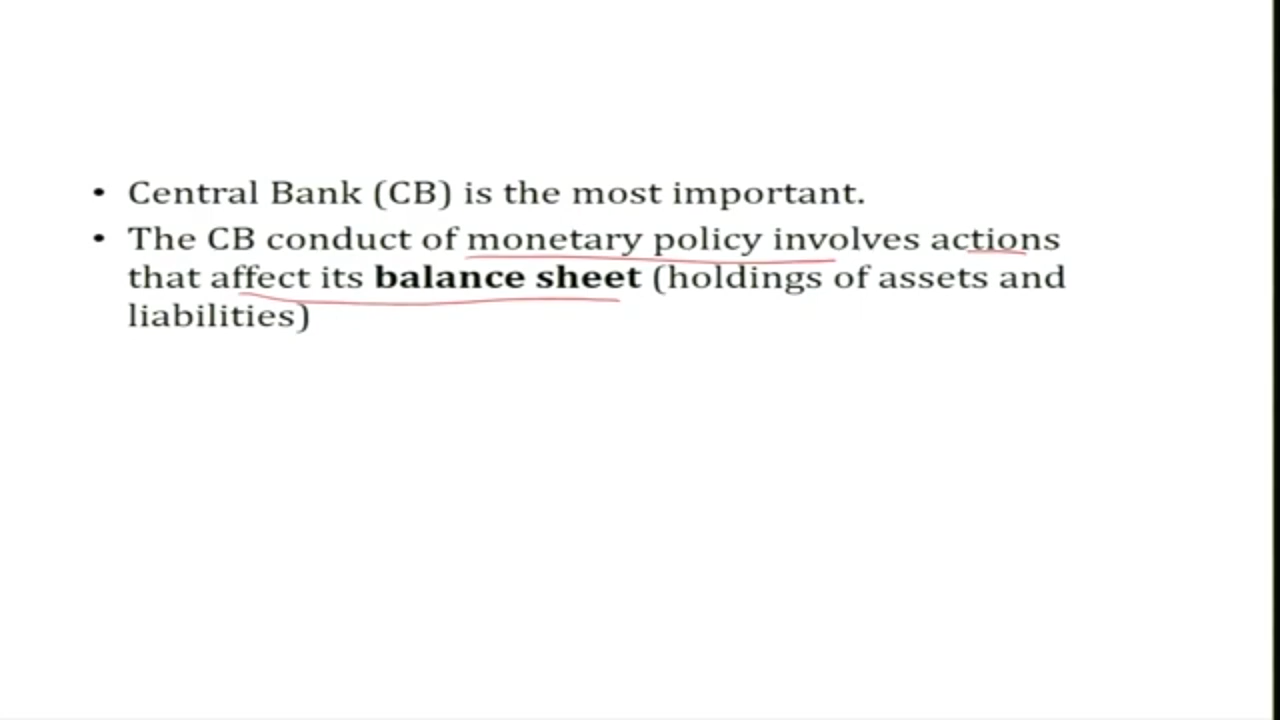 • Central Bank (CB) is the most important.
• The CB conduct of monetary policy involves actions
that affect its balance sheet (holdings of assets and
liabilities)